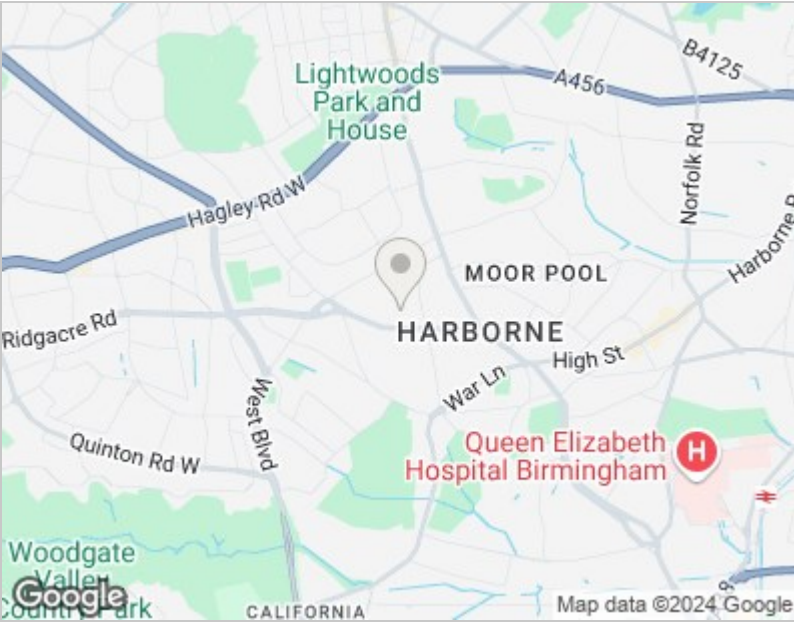 B4125
Lightwoods
Park and
House
A456
Norfolk Rd
Hagley Rd W
Harborne
MOOR POOL
Ridgacre Rd
HARBORNE
High St
War Ln
West Blvd
Quinton Rd W
Queen Elizabeth
Hospital Birmingham
H
Woodgate
Valley
Country Park
Google
CALIFORNIA
Map data ©2024 Google